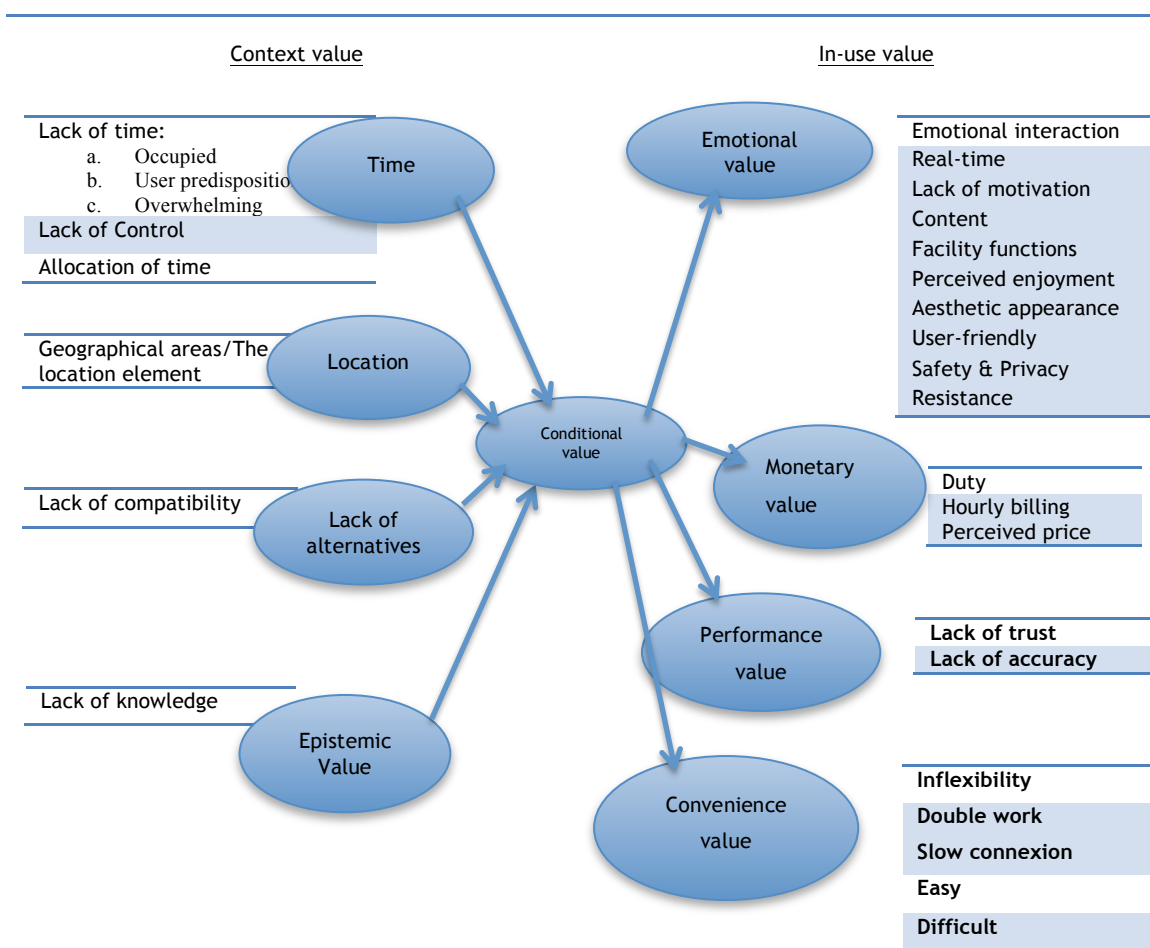 Context value
In-use value
Lack of time:
a. Occupied
b. User predispositio
c. Overwhelming
Lack of Control
Allocation of time
Time
Emotional
value
Emotional interaction
Real-time
Lack of motivation
Content
Facility functions
Perceived enjoyment
Aesthetic appearance
User-friendly
Safety & Privacy
Resistance
Geographical areas/The
location element
Location
Conditional
value
Monetary
value
Duty
Hourly billing
Perceived price
Lack of compatibility
Lack of
alternatives
Performance
value
Lack of trust
Lack of accuracy
Lack of knowledge
Epistemic
Value
Convenience
value
Inflexibility
Double work
Slow connexion
Easy
Difficult